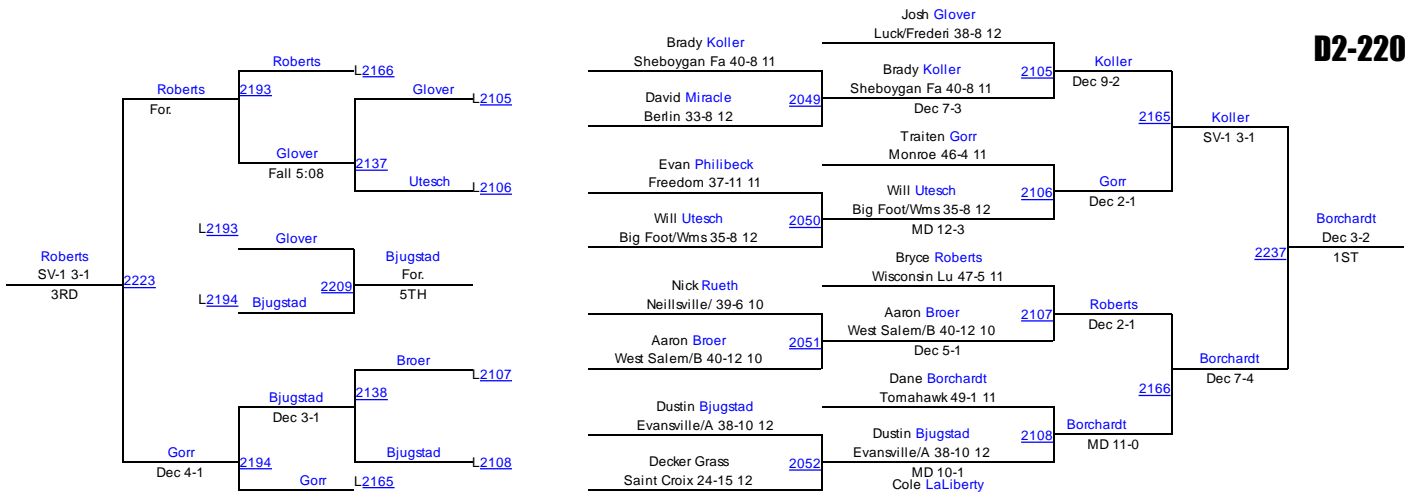 D2-220
Roberts
L2166
2193
Roberts
For.
Glover
L2105
Glover
Fall 5:08
2137
Utesch
L2106
L2193
Glover
Roberts
SV-1 3-1
3RD
2223
2209
Bjugstad
For.
5TH
L2194
Bjugstad
Broer
L2107
Bjugstad
Dec 3-1
2138
Gorr
Dec 4-1
2194
Bjugstad
L2108
Gorr
L2165
Brady Koller
Sheboygan Fa 40-8 11
David Miracle
Berlin 33-8 12
2049
Evan Philibeck
Freedom 37-11 11
Will Utesch
Big Foot/Wms 35-8 12
2050
Nick Rueth
Neillsville/ 39-6 10
Aaron Broer
West Salem/B 40-12 10
2051
Dustin Bjugstad
Evansville/A 38-10 12
Decker Grass
Saint Croix 24-15 12
2052
Josh Glover
Luck/Frederi 38-8 12
Brady Koller
Sheboygan Fa 40-8 11
Dec 7-3
2105
Traiten Gorr
Monroe 46-4 11
Will Utesch
Big Foot/Wms 35-8 12
MD 12-3
2106
Bryce Roberts
Wisconsin Lu 47-5 11
Aaron Broer
West Salem/B 40-12 10
Dec 5-1
2107
Dane Borchardt
Tomahawk 49-1 11
Dustin Bjugstad
Evansville/A 38-10 12
MD 10-1
2108
Cole LaLiberty
Koller
Dec 9-2
2165
Gorr
Dec 2-1
Roberts
Dec 2-1
2166
Borchardt
MD 11-0
Koller
SV-1 3-1
2237
Borchardt
Dec 7-4
Borchardt
Dec 3-2
1ST